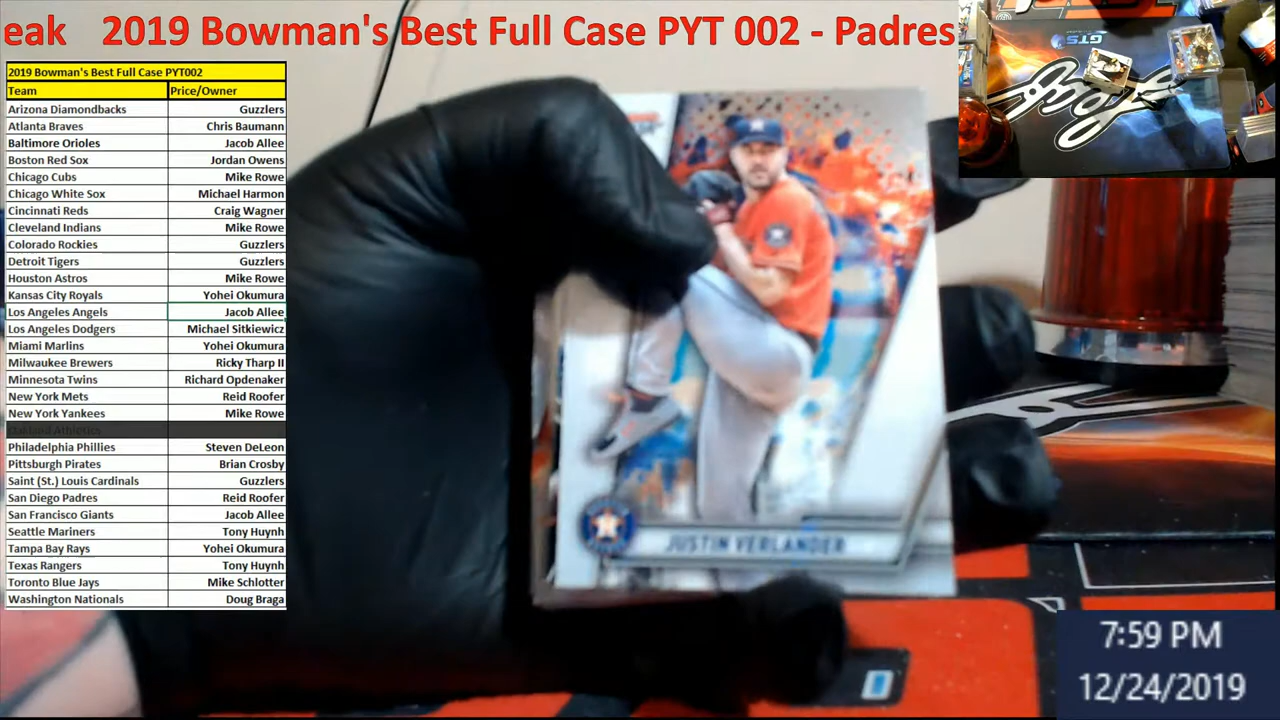 eak 2019 Bowman's Best Full Case PYT 002 - Padres
2019 Bowman's Best Full Case PYT002
Team Price/Owner
Arizona Diamondbacks Guzzlers
Atlanta Braves Chris Baumann
Baltimore Orioles Jacob Allee
Boston Red Sox Jordan Owens
Chicago Cubs Mike Rowe
Chicago White Sox Michael Harmon
Cincinnati Reds Craig Wagner
Cleveland Indians Mike Rowe
Colorado Rockies Guzzlers
Detroit Tigers Guzzlers
Houston Astros Mike Rowe
Kansas City Royals Yohei Okumura
Los Angeles Angels Jacob Allee
Los Angeles Dodgers Michael Sitkiewicz
Miami Marlins Yohei Okumura
Milwaukee Brewers Ricky Tharp II
Minnesota Twins Richard Opdenaker
New York Mets Reid Roofer
New York Yankees Mike Rowe
Oakland Athletics
Philadelphia Phillies Steven DeLeon
Pittsburgh Pirates Brian Crosby
Saint (St.) Louis Cardinals Guzzlers
San Diego Padres Reid Roofer
San Francisco Giants Jacob Allee
Seattle Mariners Tony Huynh
Tampa Bay Rays Yohei Okumura
Texas Rangers Tony Huynh
Toronto Blue Jays Mike Schlotter
Washington Nationals Doug Braga
GTS
JUSTIN VERLANDER
7:59 PM
12/24/2019